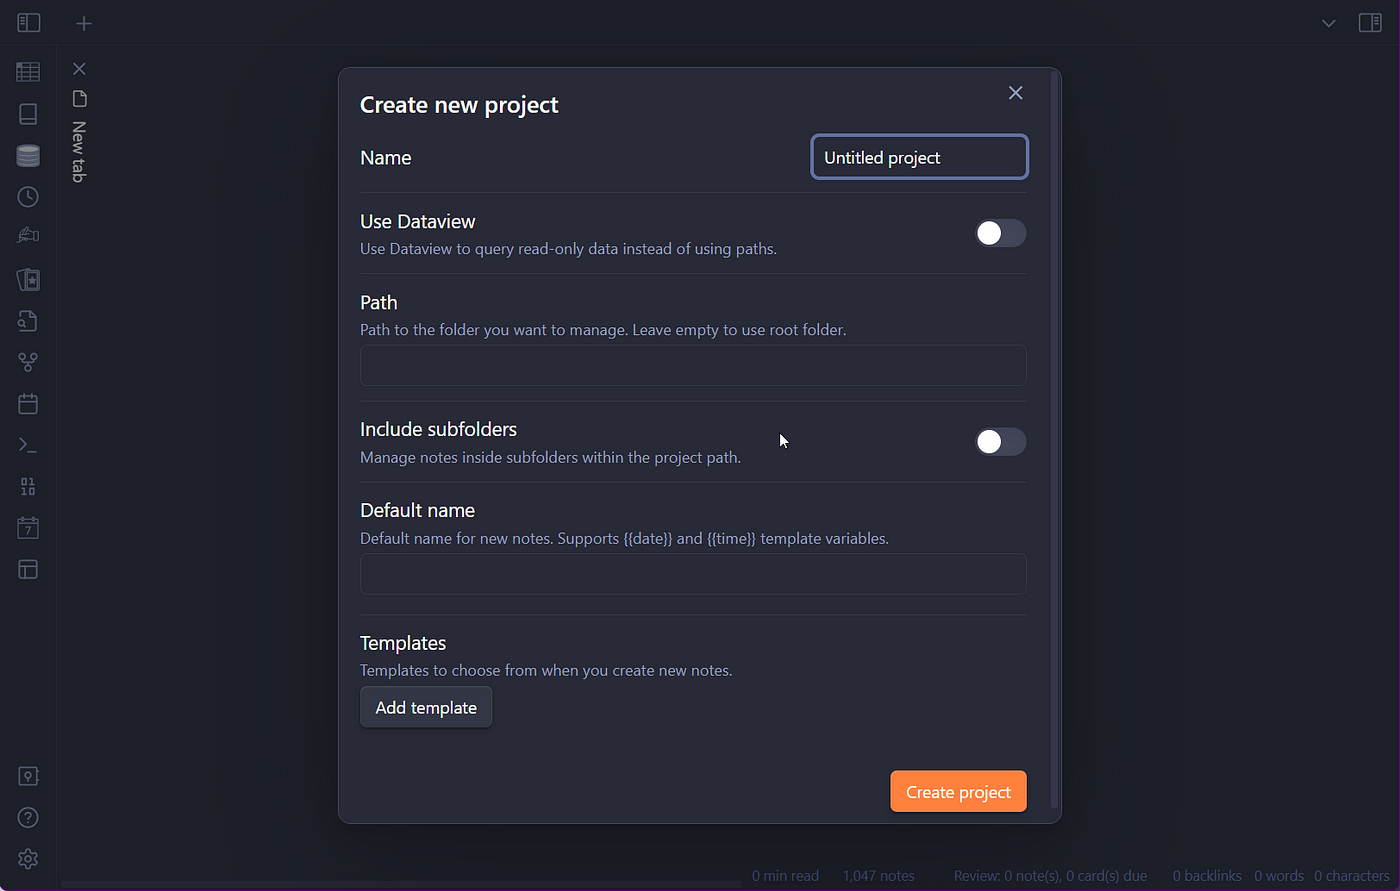 New tab
Create new project
Name
Untitled project
Use Dataview
Use Dataview to query read-only data instead of using paths.
Path
Path to the folder you want to manage. Leave empty to use root folder.
Include subfolders
Manage notes inside subfolders within the project path.
Default name
Default name for new notes. Supports {{date}} and {{time}} template variables.
Templates
Templates to choose from when you create new notes.
Add template
Create project
01
10
7
0 min read 1,047 notes Review: 0 note(s), 0 card(s) due 0 backlinks 0 words 0 characters